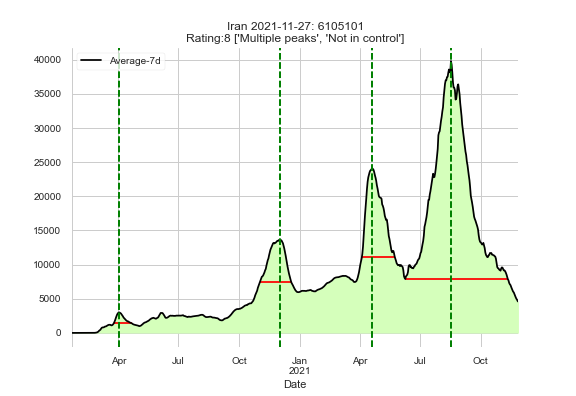 Iran 2021-11-27: 6105101
Rating:8 ['Multiple peaks', 'Not in control']
Average-7d
40000
35000
30000
25000
20000
15000
10000
5000
0
Apr Jul Oct Jan Apr Jul Oct
2021
Date